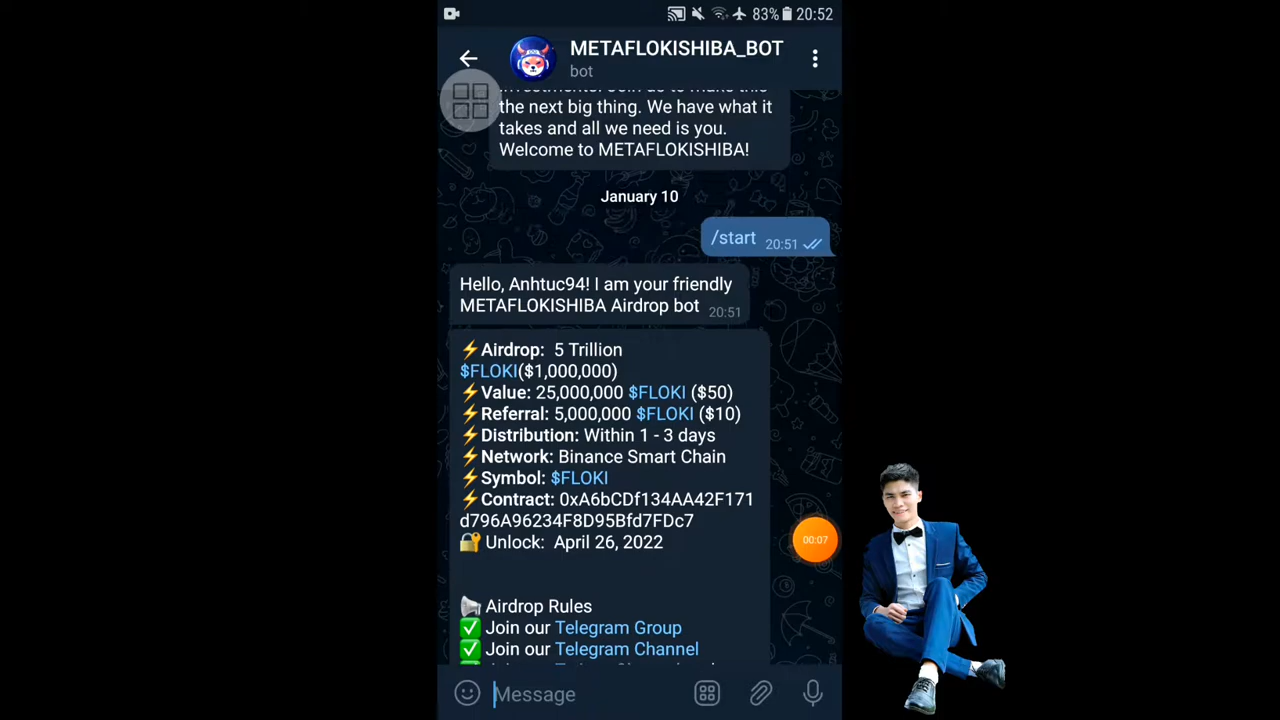 83% 20:52
METAFLOKISHIBA_BOT
bot
the next big thing. We have what it
takes and all we need is you.
Welcome to METAFLOKISHIBA!
January 10
/start 20:51
Hello, Anhtuc94! I am your friendly
METAFLOKISHIBA Airdrop bot 20:51
⚡Airdrop: 5 Trillion
$FLOKI($1,000,000)
⚡Value: 25,000,000 $FLOKI ($50)
⚡Referral: 5,000,000 $FLOKI ($10)
⚡Distribution: Within 1 - 3 days
⚡Network: Binance Smart Chain
⚡Symbol: $FLOKI
⚡Contract: 0xA6bCDf134AA42F171
d796A96234F8D95Bfd7FDc7
🔐 Unlock: April 26, 2022
00:07
📢 Airdrop Rules
✅ Join our Telegram Group
✅ Join our Telegram Channel
Message